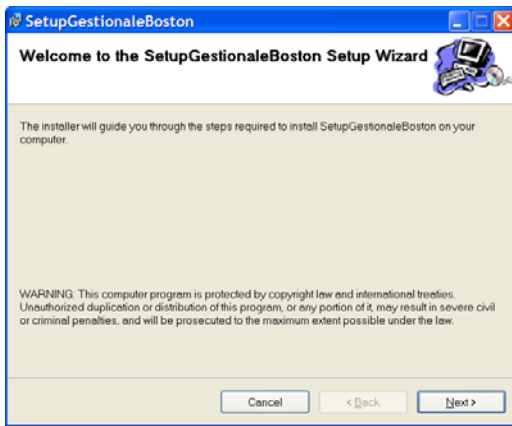 SetupGestionaleBoston
Welcome to the SetupGestionaleBoston Setup Wizard
The installer will guide you through the steps required to install SetupGestionaleBoston on your
computer.
WARNING: This computer program is protected by copyright law and international treaties.
Unauthorized duplication or distribution of this program, or any portion of it, may result in severe civil
or criminal penalties, and will be prosecuted to the maximum extent possible under the law.
Cancel
< Back
Next >